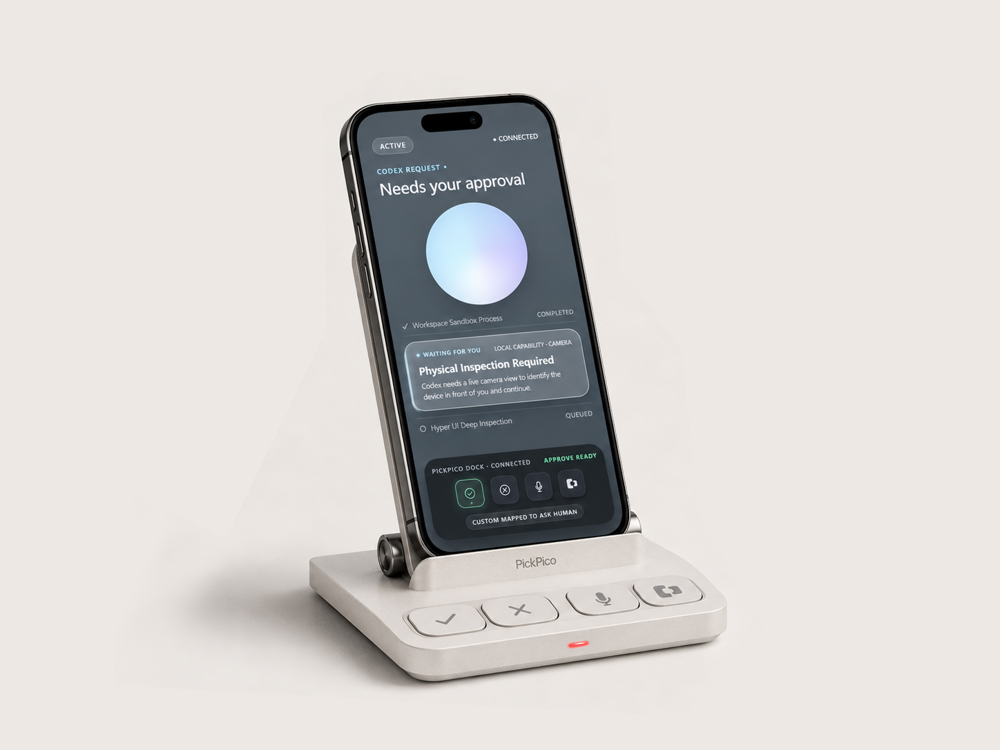 ACTIVE
• CONNECTED
CODEX REQUEST •
Needs your approval
Workspace Sandbox Process COMPLETED
• WAITING FOR YOU LOCAL CAPABILITY · CAMERA
Physical Inspection Required
Codex needs a live camera view to identify the
device in front of you and continue.
Hyper UI Deep Inspection QUEUED
PICKPICO DOCK · CONNECTED APPROVE READY
CUSTOM MAPPED TO ASK HUMAN
PickPico